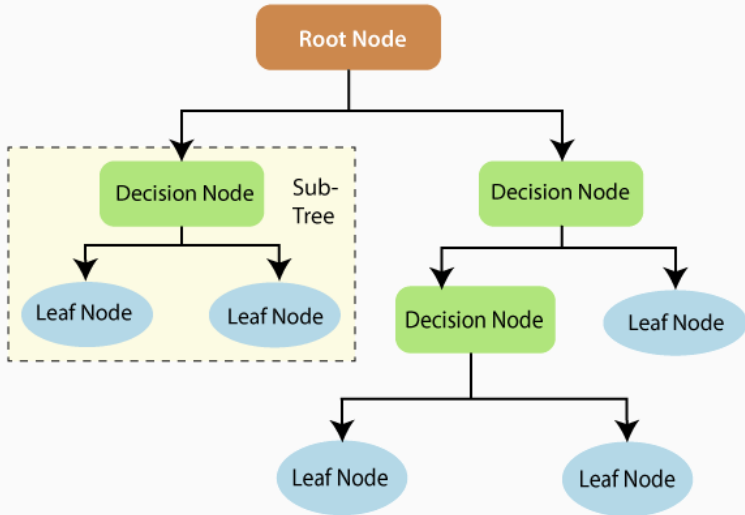 Root Node
Decision Node
Sub-
Tree
Decision Node
Leaf Node
Leaf Node
Decision Node
Leaf Node
Leaf Node
Leaf Node